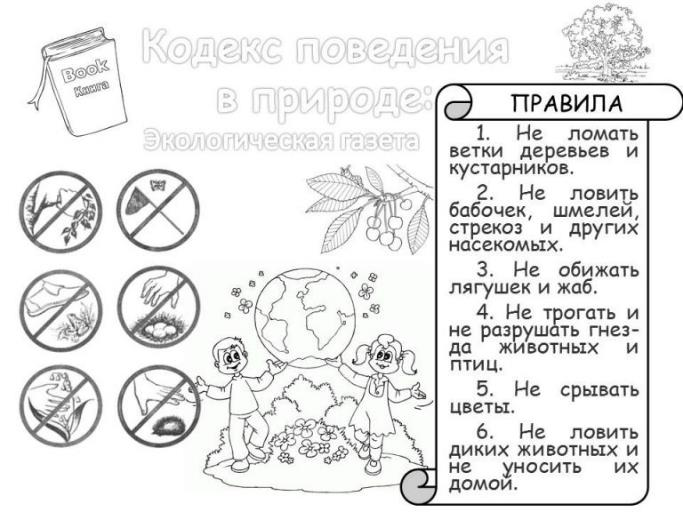 Кодекс поведения
в природе:
Экологическая газета
Book
Книга
ПРАВИЛА
1. Не ломать
ветки деревьев и
кустарников.
2. Не ловить
бабочек, шмелей,
стрекоз и других
насекомых.
3. Не обижать
лягушек и жаб.
4. Не трогать и
не разрушать гнез-
да животных и
птиц.
5. Не срывать
цветы.
6. Не ловить
диких животных и
не уносить их
домой.